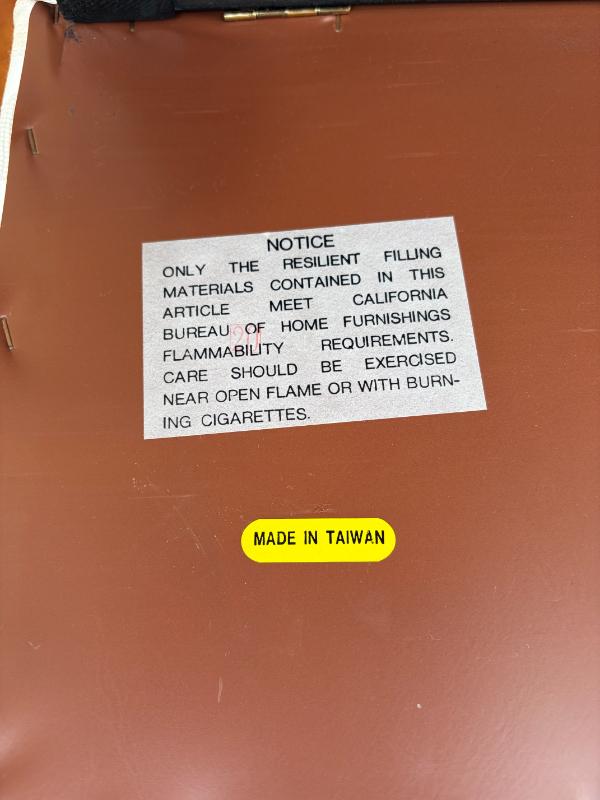 NOTICE
ONLY THE RESILIENT FILLING
MATERIALS CONTAINED IN THIS
ARTICLE MEET CALIFORNIA
BUREAU OF HOME FURNISHINGS
FLAMMABILITY REQUIREMENTS.
CARE SHOULD BE EXERCISED
NEAR OPEN FLAME OR WITH BURN-
ING CIGARETTES.
MADE IN TAIWAN